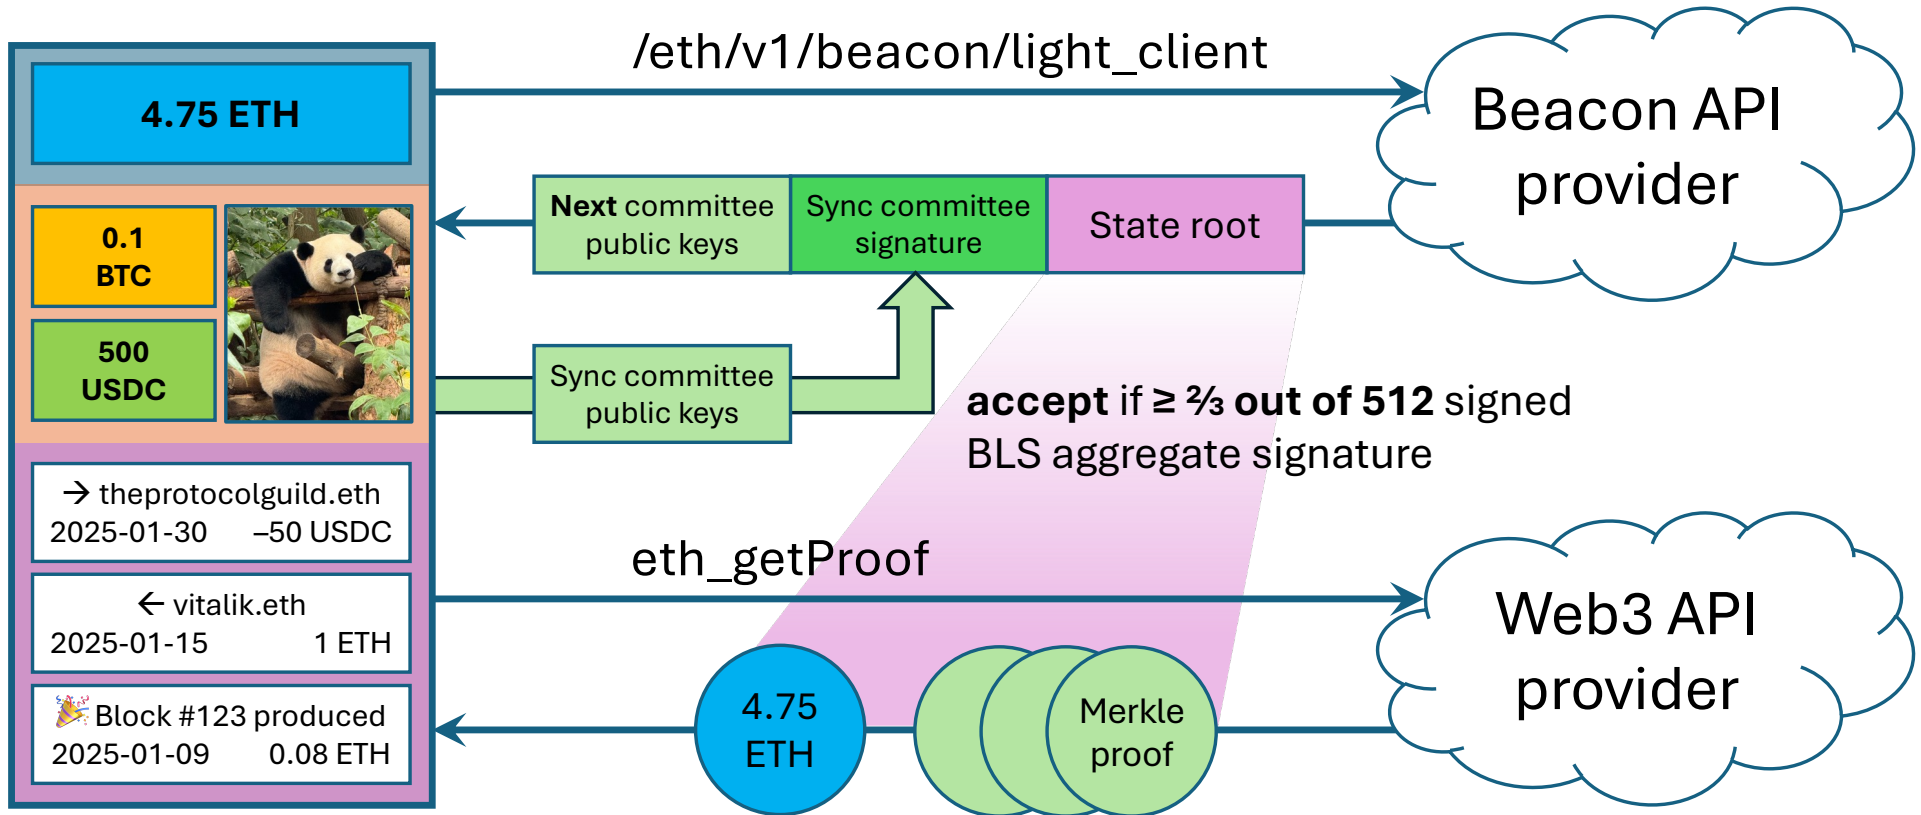 /eth/v1/beacon/light_client
4.75 ETH
Beacon API
provider
Next committee
public keys
Sync committee
signature
State root
0.1
BTC
500
USDC
Sync committee
public keys
accept if ≥ ⅔ out of 512 signed
BLS aggregate signature
→ theprotocolguild.eth
2025-01-30 –50 USDC
eth_getProof
← vitalik.eth
2025-01-15 1 ETH
Web3 API
provider
🎉 Block #123 produced
2025-01-09 0.08 ETH
4.75
ETH
Merkle
proof